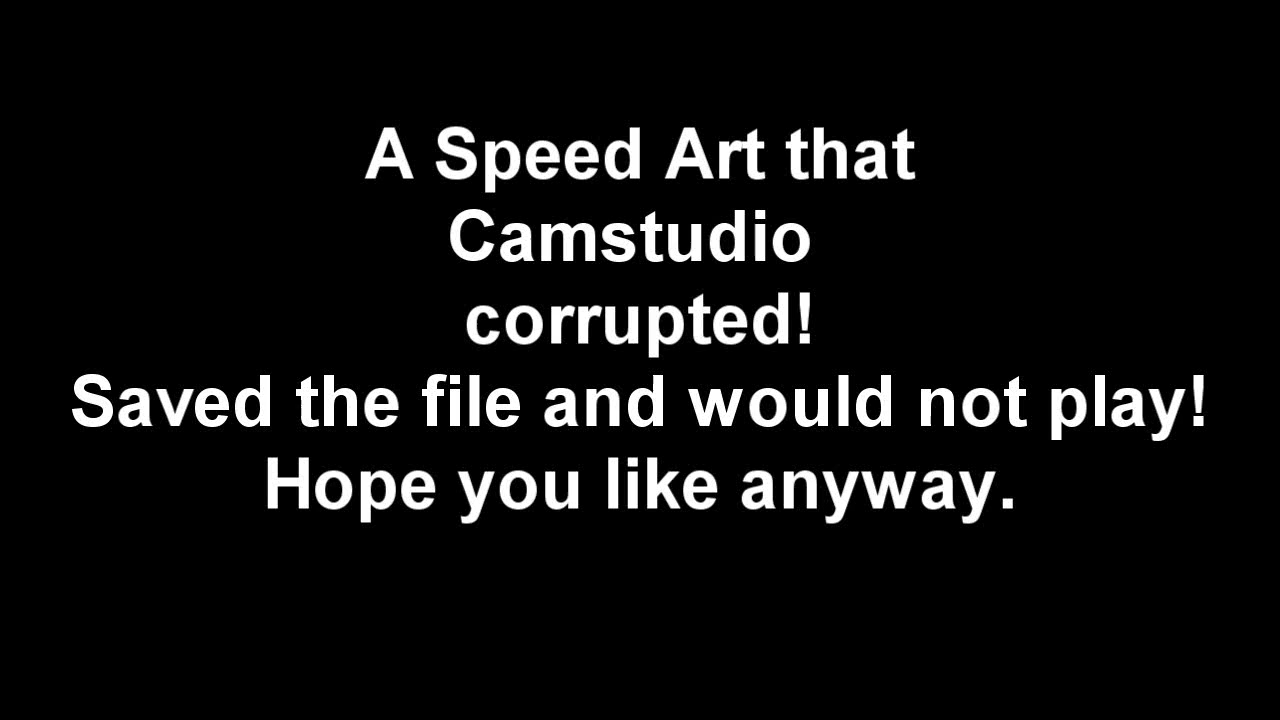 A Speed Art that
Camstudio
corrupted!
Saved the file and would not play!
Hope you like anyway.